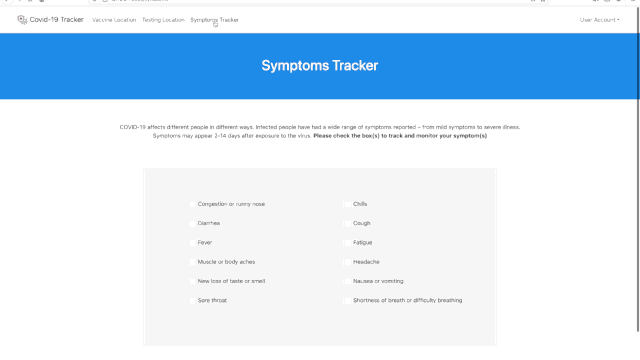 Covid-19 Tracker Vaccine Location Testing Location Symptoms Tracker User Account
Symptoms Tracker
COVID-19 affects different people in different ways. Infected people have had a wide range of symptoms reported – from mild symptoms to severe illness.
Symptoms may appear 2-14 days after exposure to the virus. Please check the box(s) to track and monitor your symptom(s)
Congestion or runny nose Chills
Diarrhea Cough
Fever Fatigue
Muscle or body aches Headache
New loss of taste or smell Nausea or vomiting
Sore throat Shortness of breath or difficulty breathing